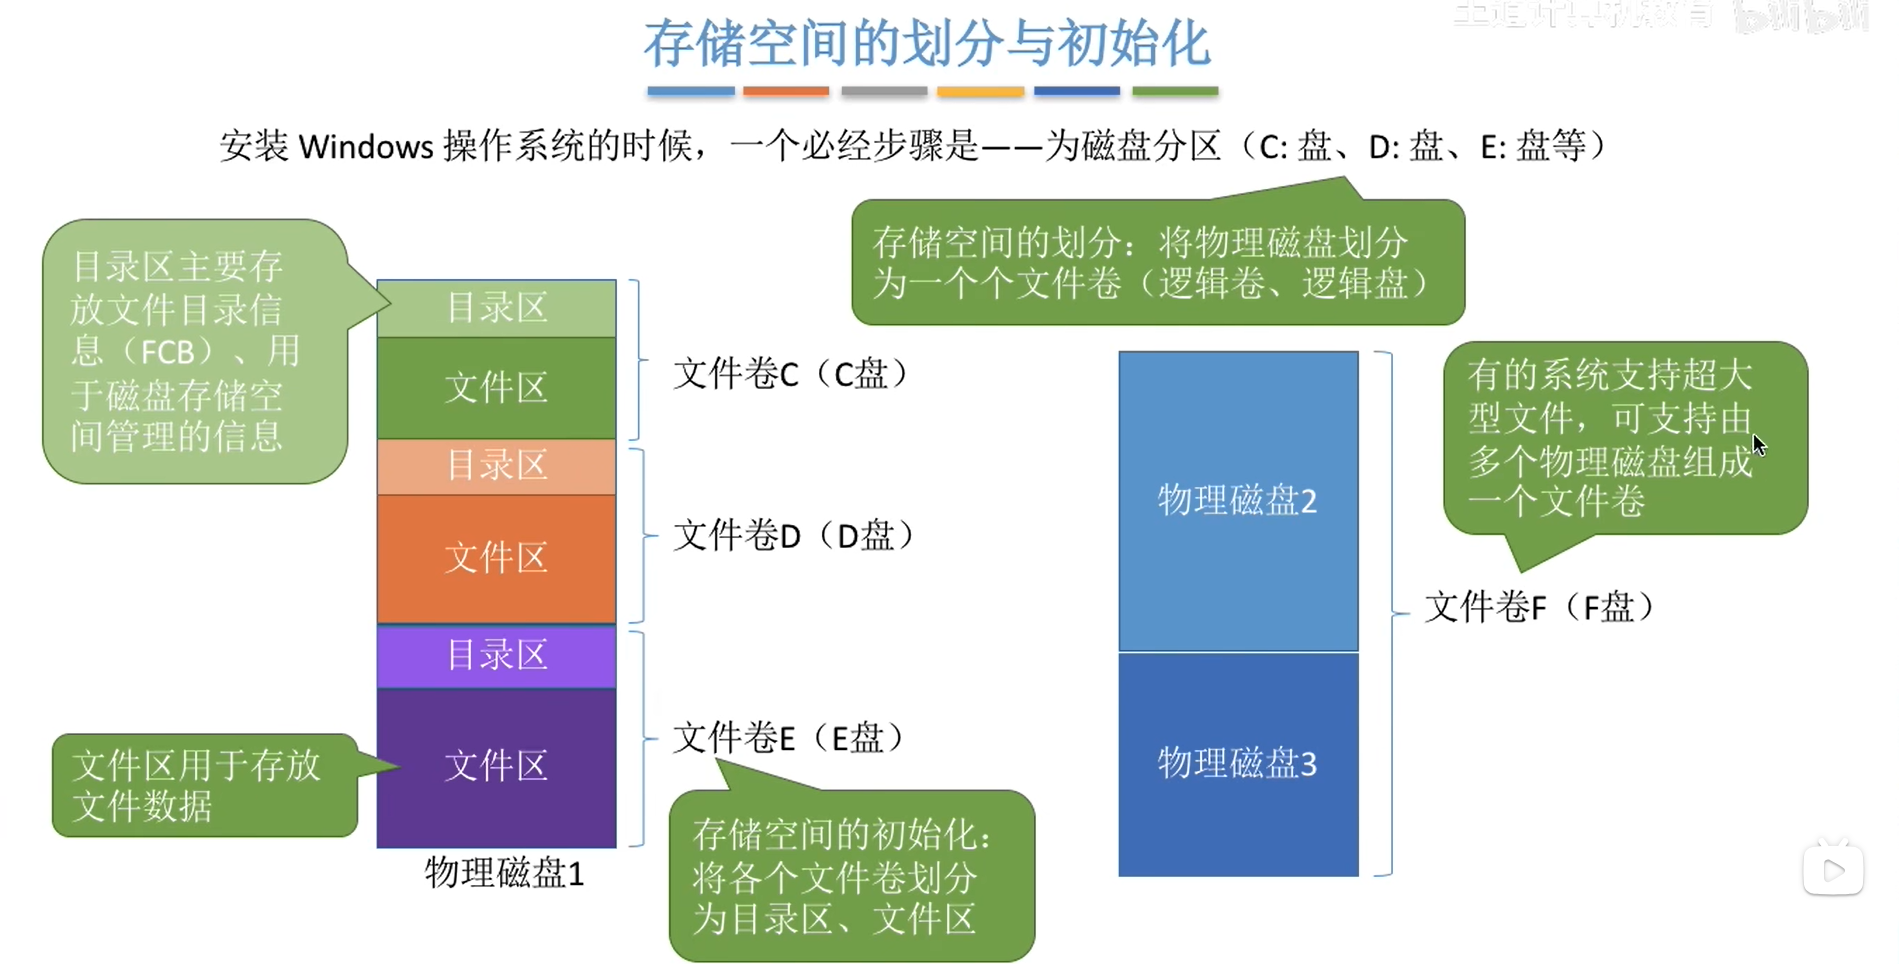 王道计算机教育 bilibili
存储空间的划分与初始化
安装 Windows 操作系统的时候，一个必经步骤是——为磁盘分区（C: 盘、D: 盘、E: 盘等）
存储空间的划分：将物理磁盘划分
为一个个文件卷（逻辑卷、逻辑盘）
目录区主要存
放文件目录信
息（FCB）、用
于磁盘存储空
间管理的信息
目录区
文件区
文件卷C（C盘）
目录区
文件区
文件卷D（D盘）
目录区
文件区
文件卷E（E盘）
文件区用于存放
文件数据
物理磁盘1
存储空间的初始化：
将各个文件卷划分
为目录区、文件区
物理磁盘2
物理磁盘3
有的系统支持超大
型文件，可支持由
多个物理磁盘组成
一个文件卷
文件卷F（F盘）